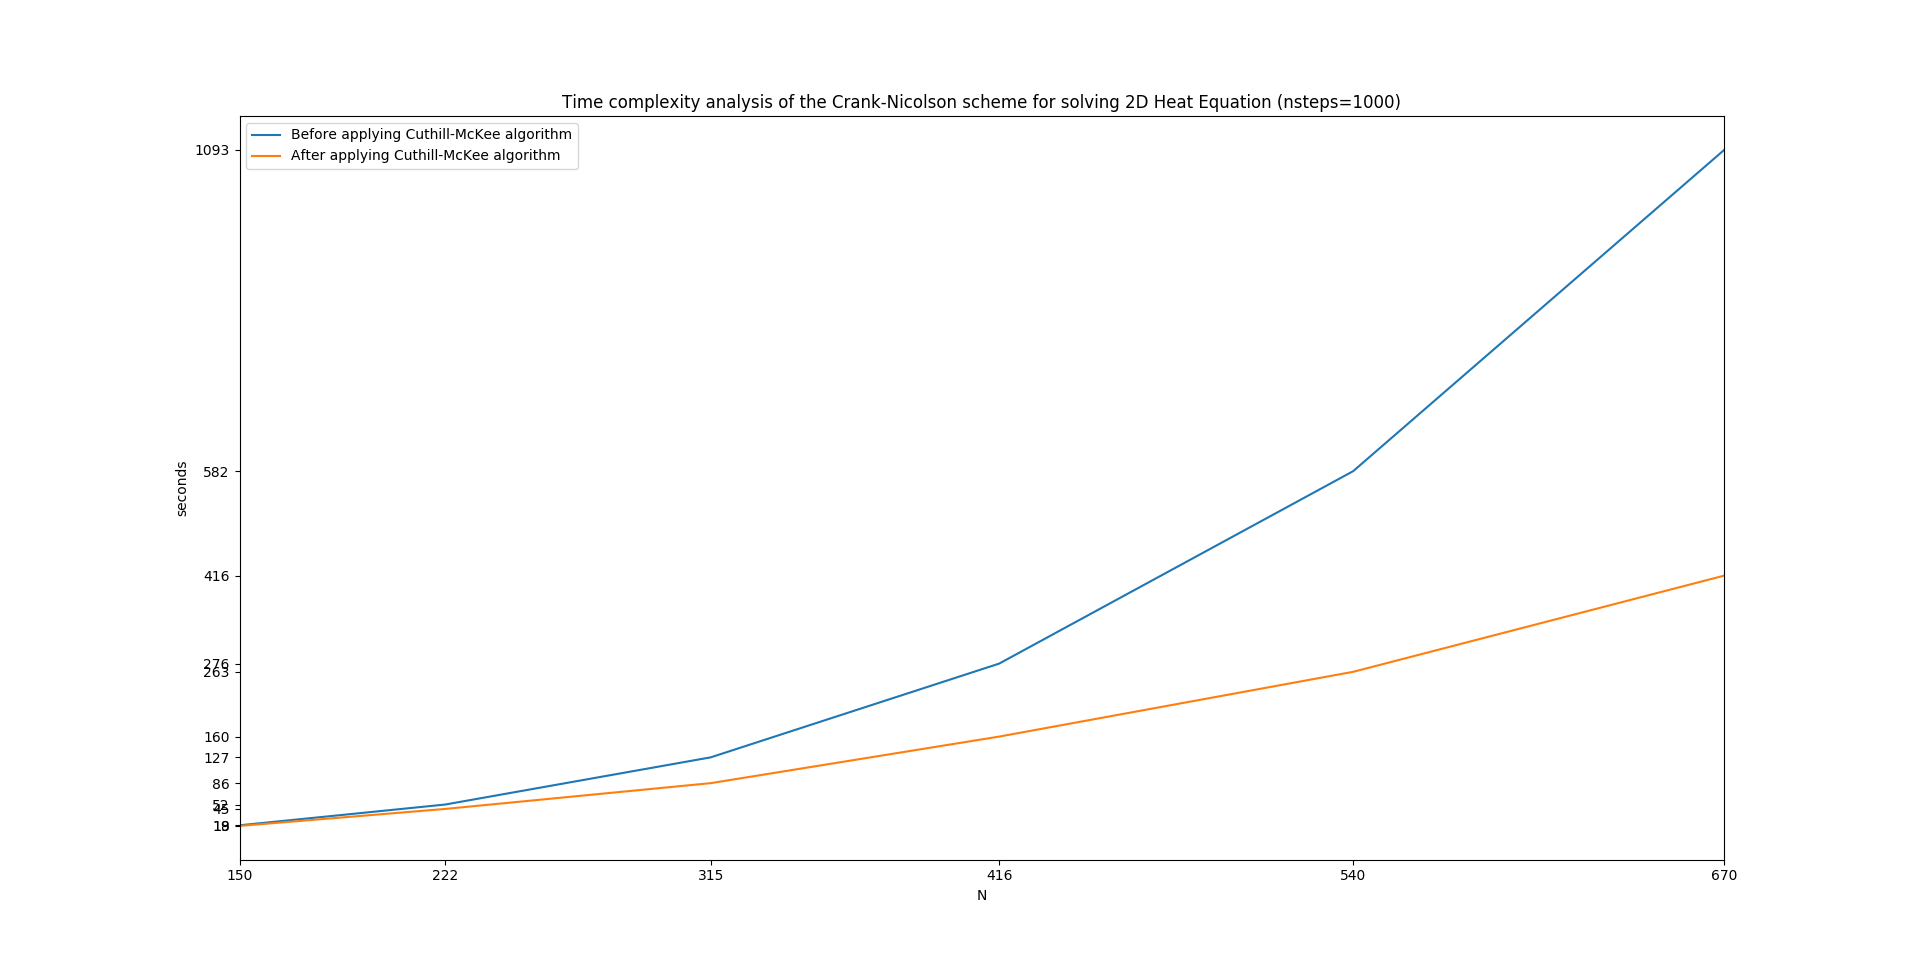 Time complexity analysis of the Crank-Nicolson scheme for solving 2D Heat Equation (nsteps=1000)
Before applying Cuthill-McKee algorithm
After applying Cuthill-McKee algorithm
1093
582
416
276
263
160
127
86
52
45
seconds
150 222 315 416 540 670
N